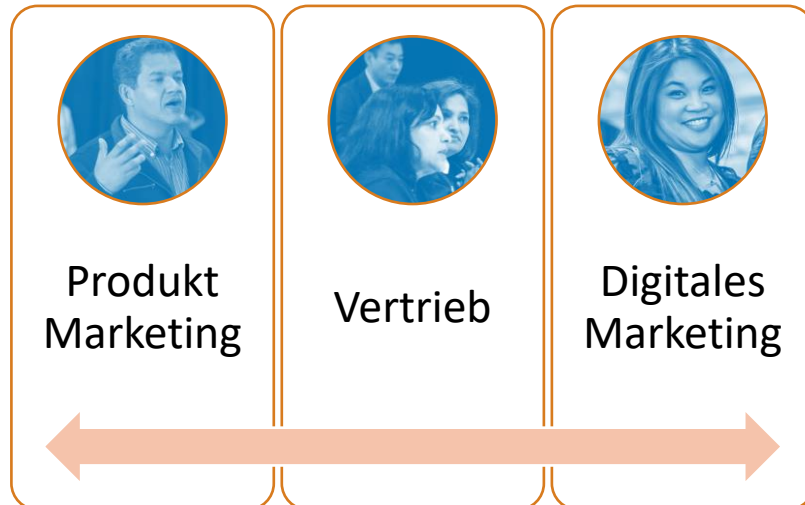 Produkt
Marketing
Vertrieb
Digitales
Marketing